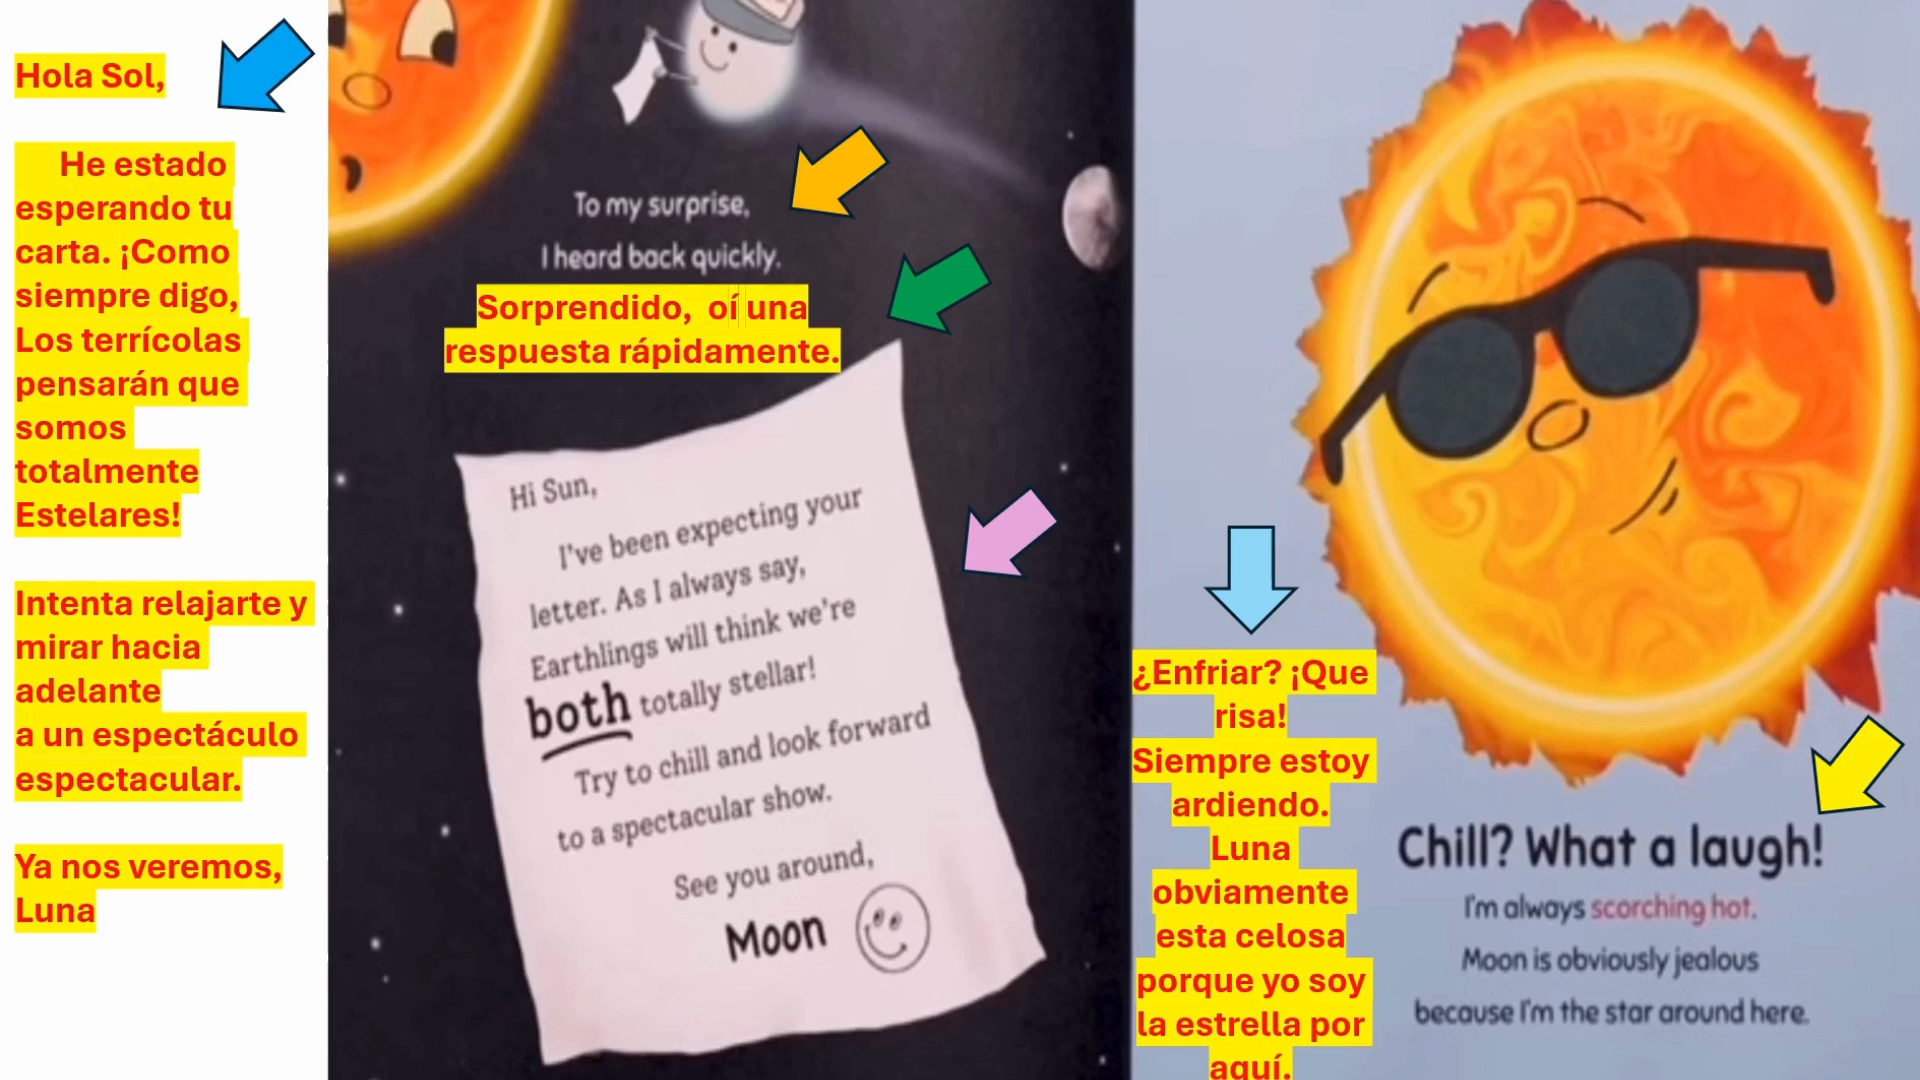 Hola Sol,
He estado
esperando tu
carta. ¡Como
siempre digo,
Los terrícolas
pensarán que
somos
totalmente
Estelares!
Intenta relajarte y
mirar hacia
adelante
a un espectáculo
espectacular.
Ya nos veremos,
Luna
To my surprise,
I heard back quickly.
Sorprendido, oí una
respuesta rápidamente.
Hi Sun,
I've been expecting your
letter. As I always say,
Earthlings will think we're
both totally stellar!
Try to chill and look forward
to a spectacular show.
See you around,
Moon
¿Enfriar? ¡Que
risa!
Siempre estoy
ardiendo.
Luna
obviamente
esta celosa
porque yo soy
la estrella por
aquí.
Chill? What a laugh!
I'm always scorching hot.
Moon is obviously jealous
because I'm the star around here.